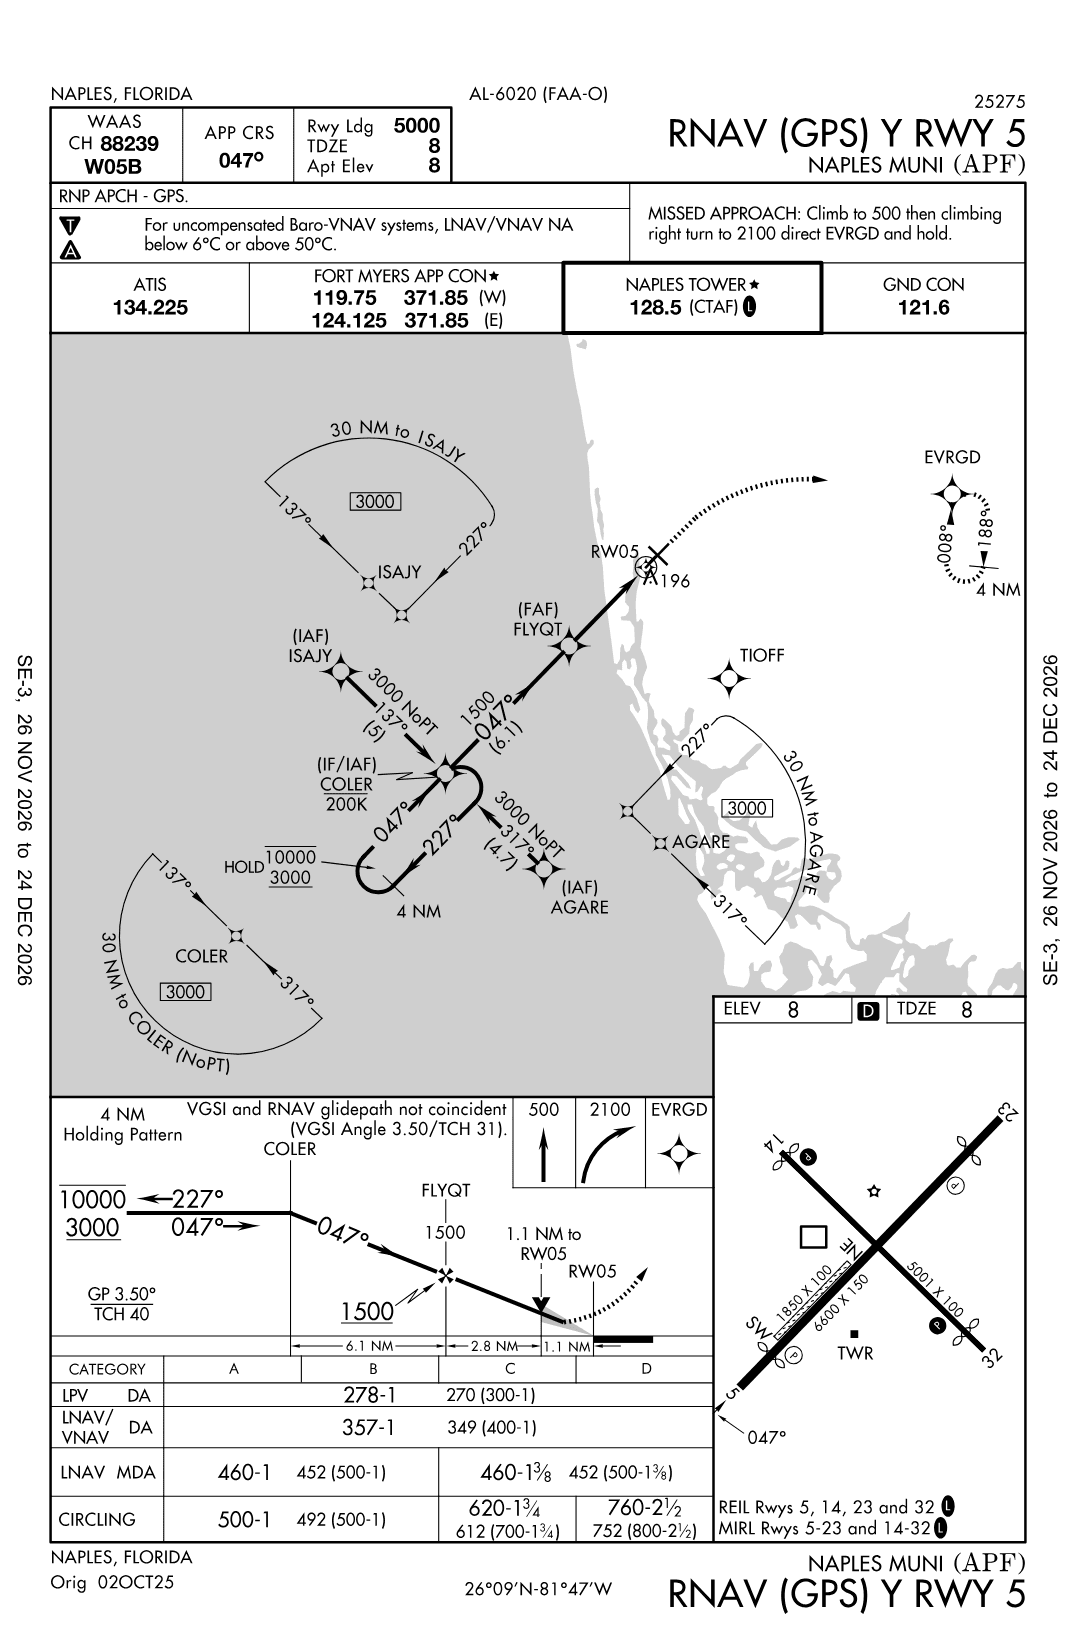 NAPLES, FLORIDA
AL-6020 (FAA-O)
25275
WAAS
CH 88239
W05B
APP CRS
047°
Rwy Ldg 5000
TDZE 8
Apt Elev 8
RNAV (GPS) Y RWY 5
NAPLES MUNI (APF)
RNP APCH - GPS.
T
A
For uncompensated Baro-VNAV systems, LNAV/VNAV NA
below 6°C or above 50°C.
MISSED APPROACH: Climb to 500 then climbing
right turn to 2100 direct EVRGD and hold.
ATIS
134.225
FORT MYERS APP CON★
119.75 371.85 (W)
124.125 371.85 (E)
NAPLES TOWER★
128.5 (CTAF) L
GND CON
121.6
30 NM to ISAJY
3000
137°
227°
ISAJY
EVRGD
008°
188°
4 NM
RW05
196
(FAF)
FLYQT
(IAF)
ISAJY
3000 NoPT
137°
(5)
1500
047°
(6.1)
TIOFF
(IF/IAF)
COLER
200K
047°
227°
3000 NoPT
317°
(4.7)
HOLD 10000
3000
4 NM
(IAF)
AGARE
227°
3000
AGARE
317°
30 NM to AGARE
137°
COLER
3000
317°
30 NM to COLER (NoPT)
SE-3, 26 NOV 2026 to 24 DEC 2026
SE-3, 26 NOV 2026 to 24 DEC 2026
ELEV 8
D
TDZE 8
4 NM
Holding Pattern
VGSI and RNAV glidepath not coincident
(VGSI Angle 3.50/TCH 31).
COLER
500
2100
EVRGD
10000
3000
227°
047°
047°
FLYQT
1500
1500
1.1 NM to
RW05
RW05
GP 3.50°
TCH 40
6.1 NM
2.8 NM
1.1 NM
14
P
23
P
NE
1850 X 100
6600 X 150
5001 X 100
SW
P
P
TWR
32
5
047°
REIL Rwys 5, 14, 23 and 32 L
MIRL Rwys 5-23 and 14-32 L
CATEGORY A B C D
LPV DA 278-1 270 (300-1)
LNAV/
VNAV DA 357-1 349 (400-1)
LNAV MDA 460-1 452 (500-1) 460-1⅜ 452 (500-1⅜)
CIRCLING 500-1 492 (500-1)
620-1¾
612 (700-1¾)
760-2½
752 (800-2½)
NAPLES, FLORIDA
Orig 02OCT25
26°09'N-81°47'W
NAPLES MUNI (APF)
RNAV (GPS) Y RWY 5